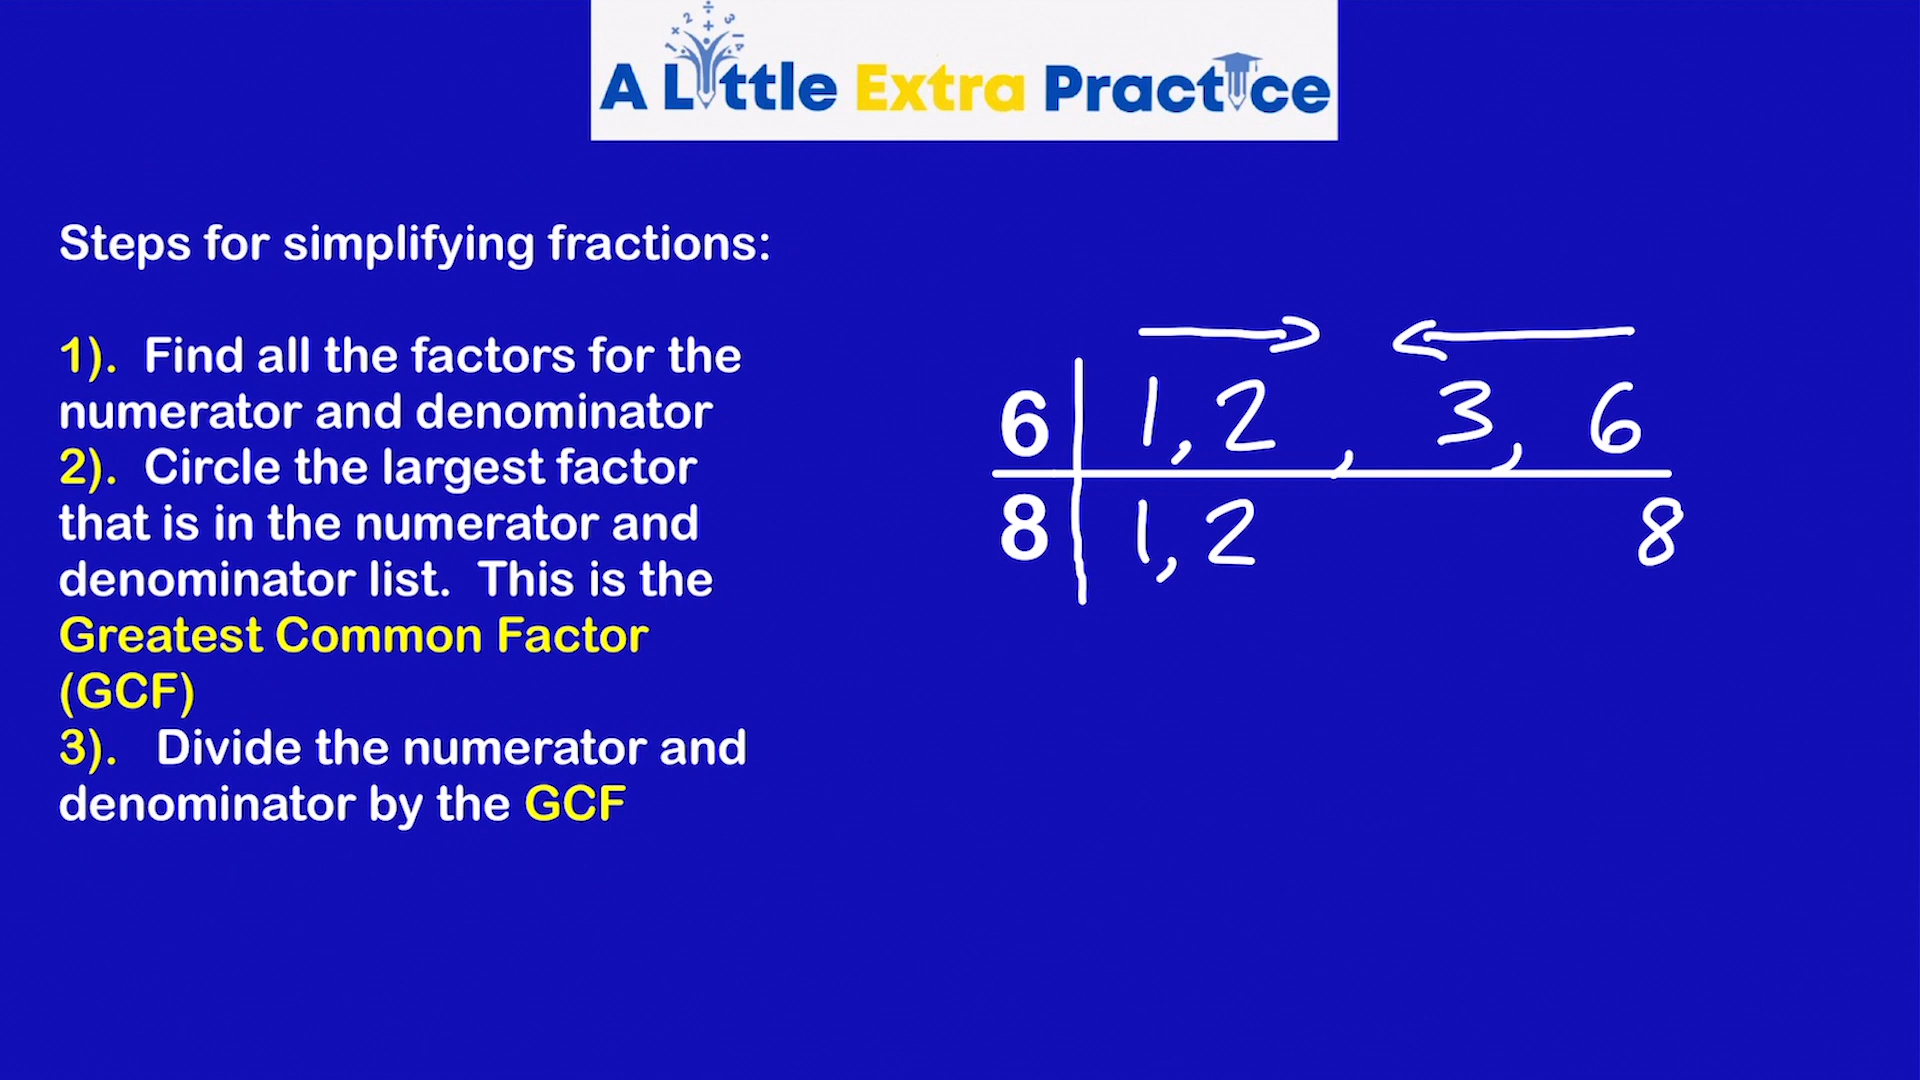 A Little Extra Practice
Steps for simplifying fractions:
1). Find all the factors for the
numerator and denominator
2). Circle the largest factor
that is in the numerator and
denominator list. This is the
Greatest Common Factor
(GCF)
3). Divide the numerator and
denominator by the GCF
6 1, 2, 3, 6
8 1, 2 8